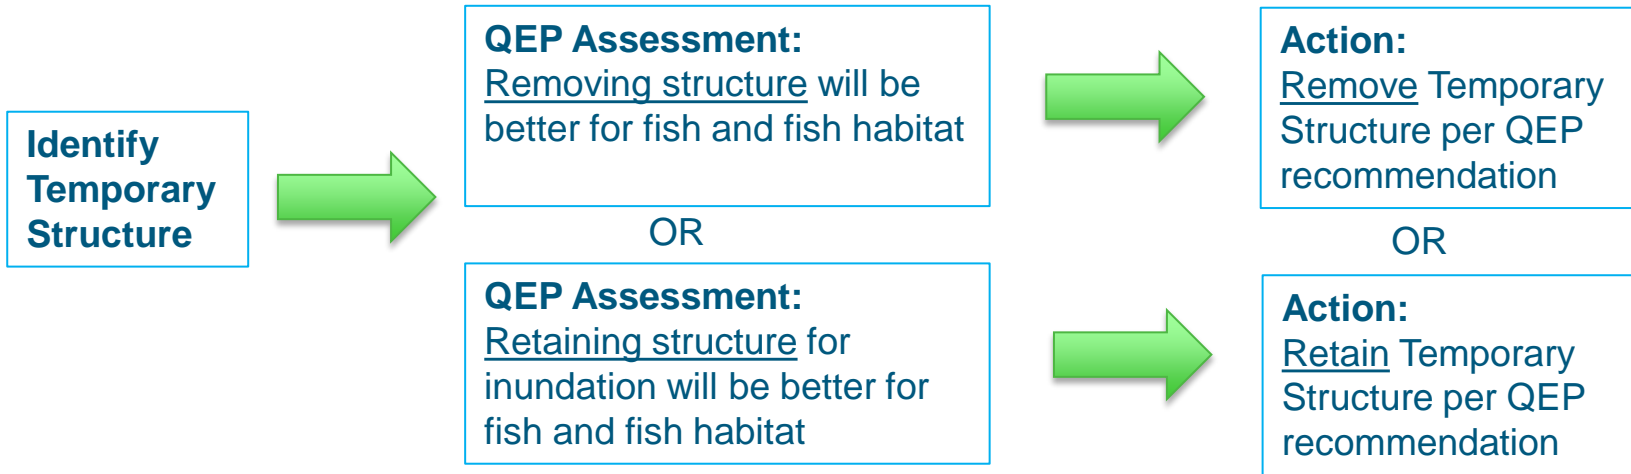 Identify
Temporary
Structure
QEP Assessment:
Removing structure will be
better for fish and fish habitat
OR
QEP Assessment:
Retaining structure for
inundation will be better for
fish and fish habitat
Action:
Remove Temporary
Structure per QEP
recommendation
OR
Action:
Retain Temporary
Structure per QEP
recommendation